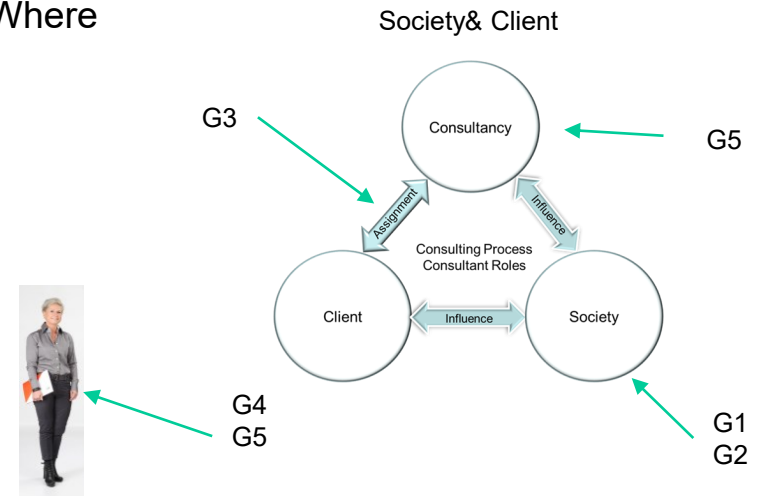 Where
Society& Client
G3
Consultancy
G5
Assignment
Influence
Consulting Process
Consultant Roles
Client
Influence
Society
G4
G5
G1
G2